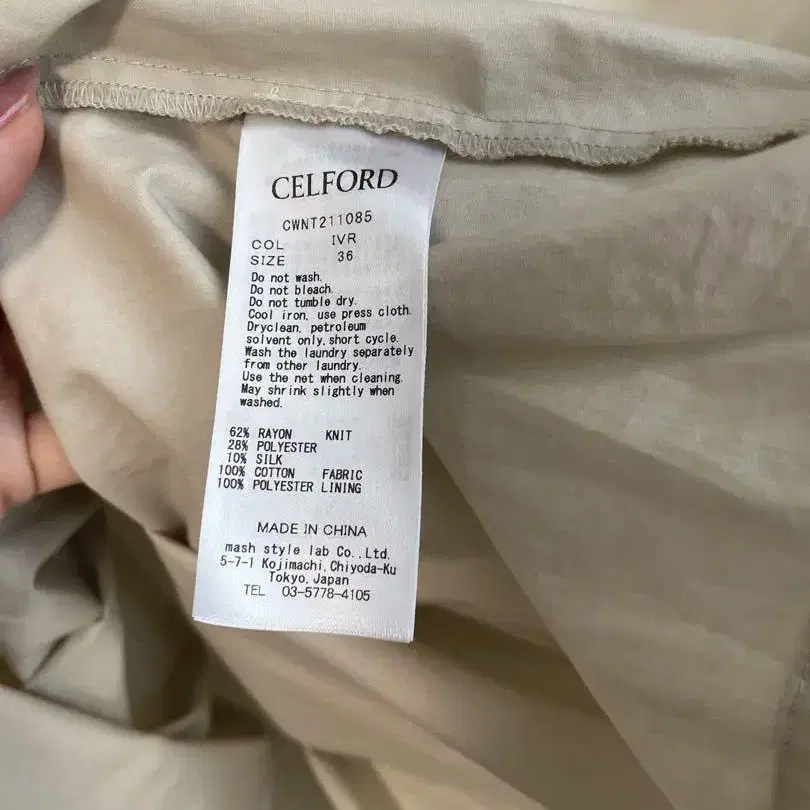 CELFORD
CWNT211085
COL IVR
SIZE 36
Do not wash.
Do not bleach.
Do not tumble dry.
Cool iron, use press cloth.
Dryclean, petroleum
solvent only, short cycle.
Wash the laundry separately
from other laundry.
Use the net when cleaning.
May shrink slightly when
washed.
62% RAYON KNIT
28% POLYESTER
10% SILK
100% COTTON FABRIC
100% POLYESTER LINING
MADE IN CHINA
mash style lab Co.,Ltd.
5-7-1 Kojimachi, Chiyoda-Ku
Tokyo, Japan
TEL 03-5778-4105